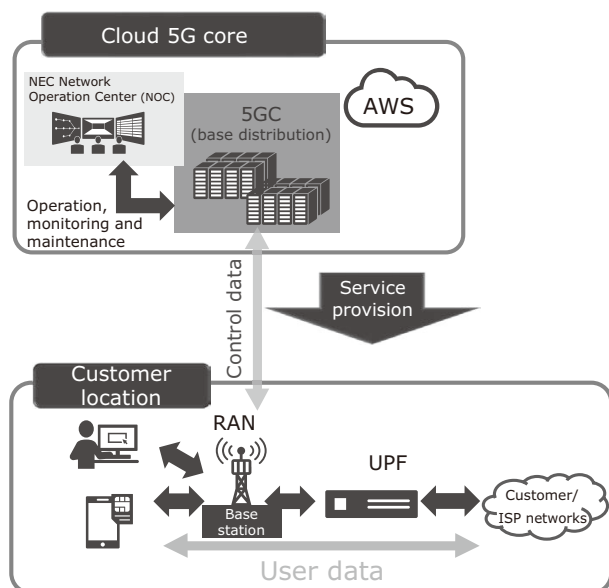 Cloud 5G core
NEC Network
Operation Center (NOC)
5GC
(base distribution)
AWS
Operation,
monitoring and
maintenance
Control data
Service
provision
Customer
location
RAN
UPF
Base
station
Customer/
ISP networks
User data